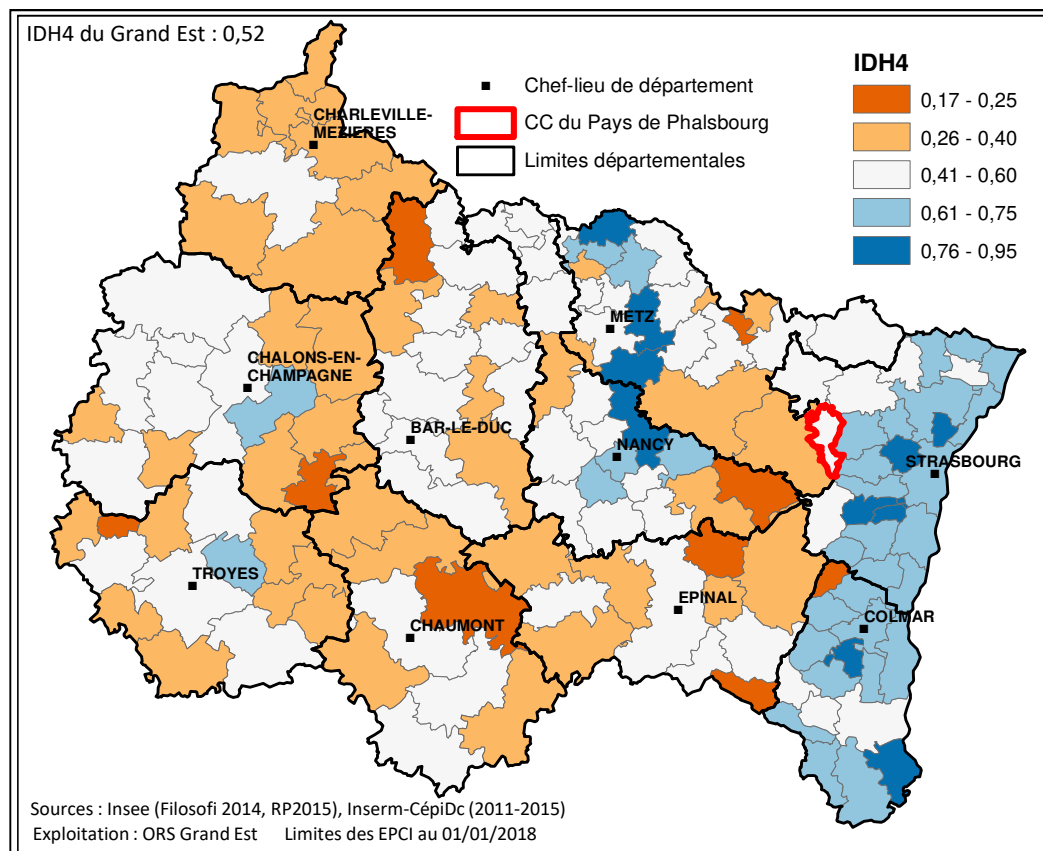 IDH4 du Grand Est : 0,52
Chef-lieu de département
CC du Pays de Phalsbourg
Limites départementales
IDH4
0,17 - 0,25
0,26 - 0,40
0,41 - 0,60
0,61 - 0,75
0,76 - 0,95
CHARLEVILLE-
MEZIERES
METZ
CHALONS-EN-
CHAMPAGNE
BAR-LE-DUC
NANCY
STRASBOURG
TROYES
CHAUMONT
EPINAL
COLMAR
Sources : Insee (Filosofi 2014, RP2015), Inserm-CépiDc (2011-2015)
Exploitation : ORS Grand Est Limites des EPCI au 01/01/2018